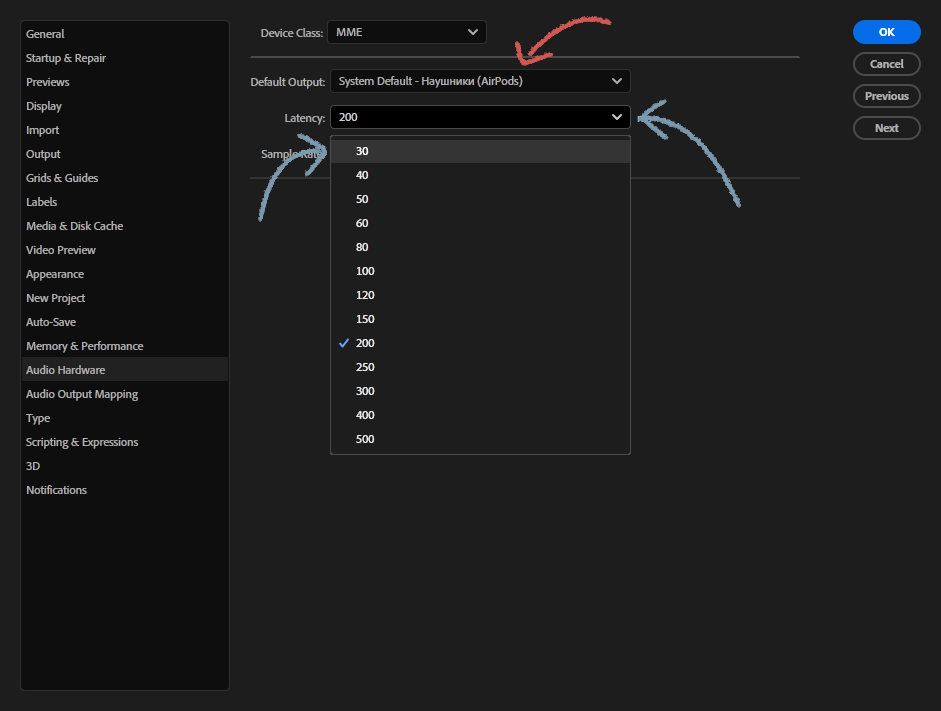 General
Startup & Repair
Previews
Display
Import
Output
Grids & Guides
Labels
Media & Disk Cache
Video Preview
Appearance
New Project
Auto-Save
Memory & Performance
Audio Hardware
Audio Output Mapping
Type
Scripting & Expressions
3D
Notifications
Device Class: MME
Default Output: System Default - Наушники (AirPods)
Latency: 200
Sample Rate
30
40
50
60
80
100
120
150
200
250
300
400
500
OK
Cancel
Previous
Next